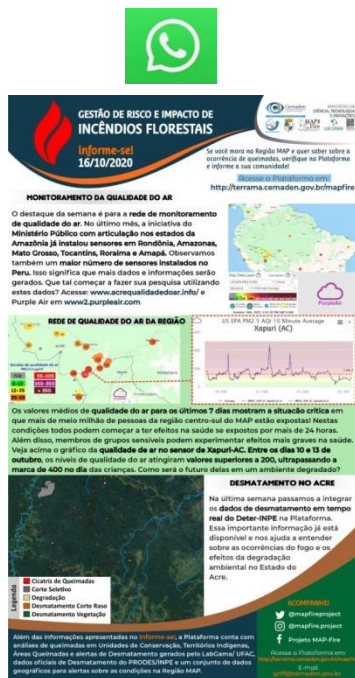 GESTÃO DE RISCO E IMPACTO DE
INCÊNDIOS FLORESTAIS
informe-se!
16/10/2020
Cemaden
MINISTÉRIO DA
CIÊNCIA, TECNOLOGIA
E INOVAÇÕES
Se você mora na Região MAP e quer saber sobre a
ocorrência de queimadas, verifique na Plataforma
e informe a sua comunidade!
Acesse a Plataforma em:
http://terrama.cemaden.gov.br/mapfire
MONITORAMENTO DA QUALIDADE DO AR
O destaque da semana é para a rede de monitoramento
de qualidade do ar. No último mês, a iniciativa do
Ministério Público com articulação nos estados da
Amazônia já instalou sensores em Rondônia, Amazonas,
Mato Grosso, Tocantins, Roraima e Amapá. Observamos
também um maior número de sensores instalados no
Peru. Isso significa que mais dados e informações serão
gerados. Que tal começar a fazer sua pesquisa utilizando
estes dados? Acesse: www.acrequalidadedoar.info/ e
Purple Air em www2.purpleair.com
PurpleAir
REDE DE QUALIDADE DO AR DA REGIÃO
US EPA PM2.5 AQI 10 Minute Average
Xapuri (AC)
Os valores médios de qualidade do ar para os últimos 7 dias mostram a situacão crítica em
que mais de meio milhão de pessoas da região centro-sul do MAP estão expostas! Nestas
condições todos podem começar a ter efeitos na saúde se expostos por mais de 24 horas.
Além disso, membros de grupos sensíveis podem experimentar efeitos mais graves na saúde.
Veja acima o gráfico da qualidade de ar no sensor de Xapuri-AC. Entre os dias 10 e 13 de
outubro, os níveis de qualidade do ar atingiram valores superiores a 200, ultrapassando a
marca de 400 no dia das crianças. Como será o futuro delas em um ambiente degradado?
DESMATAMENTO NO ACRE
Na última semana passamos a integrar
os dados de desmatamento em tempo
real do Deter-INPE na Plataforma.
Essa importante informação já está
disponível e nos ajuda a entender
sobre as ocorrências do fogo e os
efeitos da degradação
ambiental no Estado do
Acre.
Legenda
Cicatriz de Queimadas
Corte Seletivo
Degradação
Desmatamento Corte Raso
Desmatamento Vegetação
Além das informações apresentadas no informe-se!, a Plataforma conta com
análises de queimadas em Unidades de Conservação, Territórios Indígenas,
Áreas Queimadas e alertas de Desmatamento gerados pelo LabGama/ UFAC,
dados oficiais de Desmatamento do PRODES/INPE e um conjunto de dados
geográficos para alertas sobre as condições na Região MAP.
ACOMPANHE!
@mapfireproject
@mapfire.project
Projeto MAP-Fire
Acesse a Plataforma em:
E-mail: